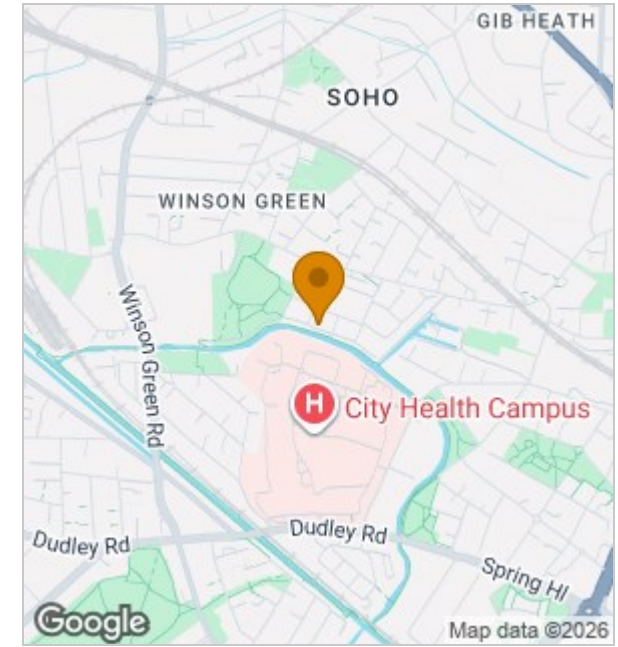 GIB HEATH
SOHO
WINSON GREEN
Winson Green Rd
H
City Health Campus
Dudley Rd
Dudley Rd
Spring Hl
Google
Map data ©2026